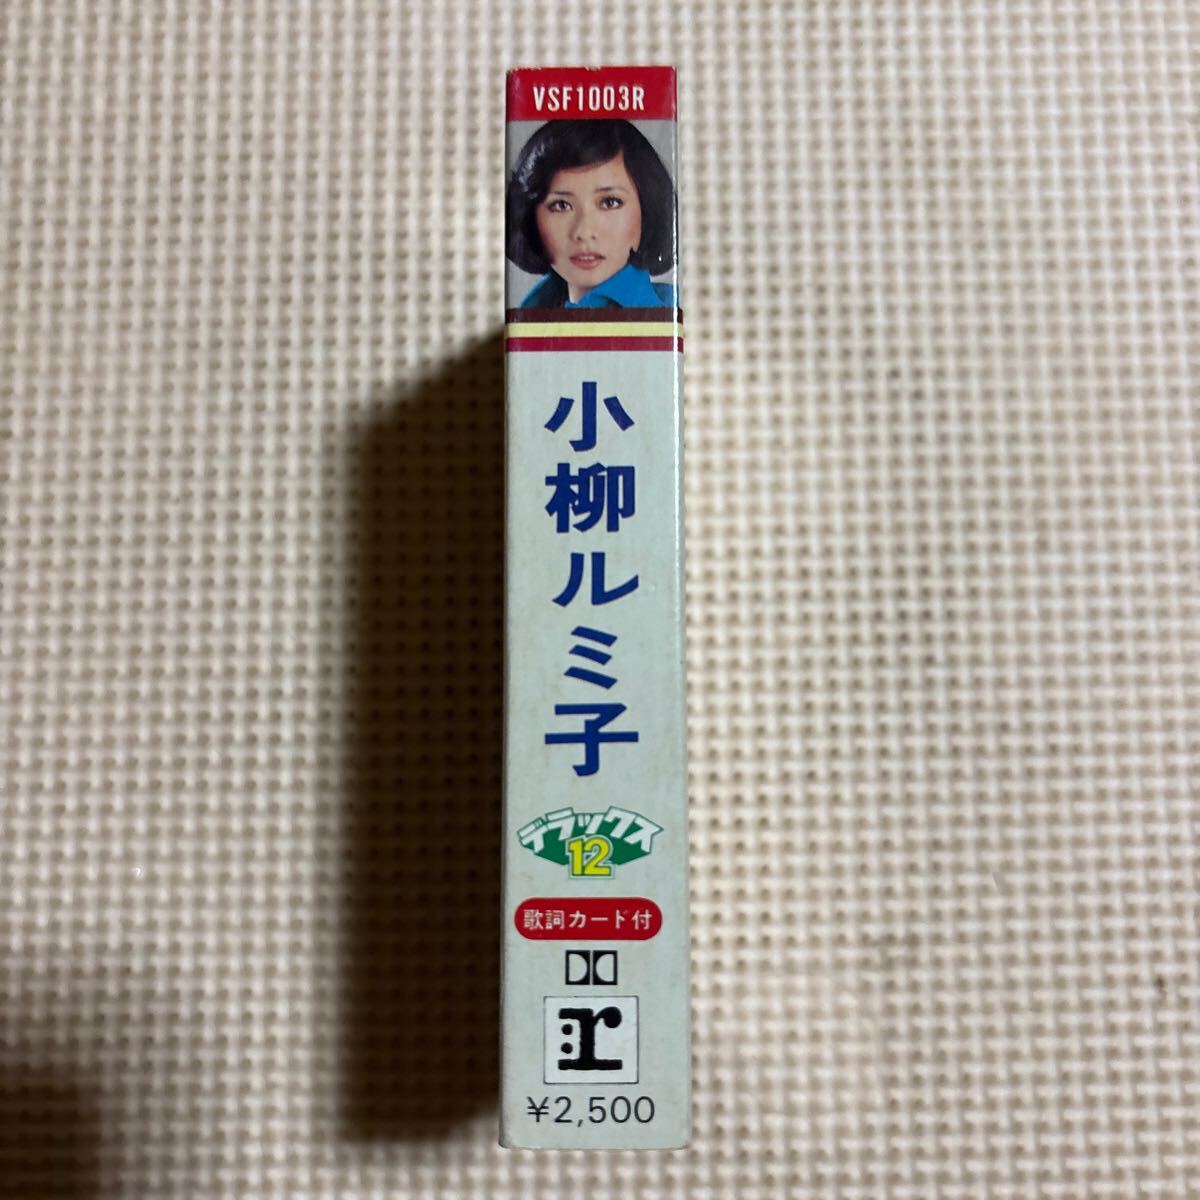 VSF1003R
小柳ルミ子
デラックス
12
歌詞カード付
:r
¥2,500